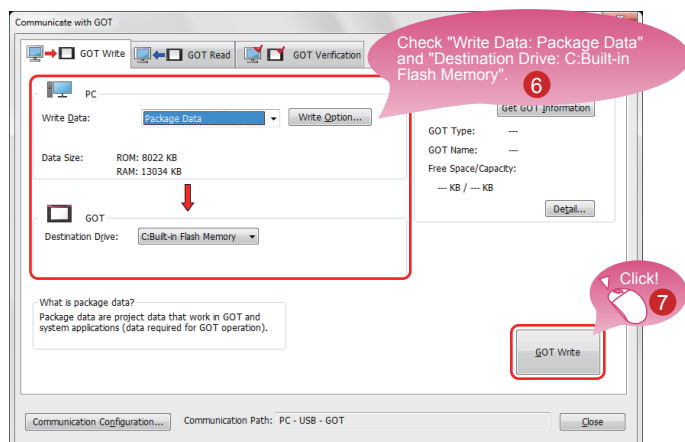 Communicate with GOT
GOT Write
GOT Read
GOT Verification
Check "Write Data: Package Data"
and "Destination Drive: C:Built-in
Flash Memory".
6
PC
Write Data:
Package Data
Write Option...
Get GOT Information
GOT Type: ---
GOT Name: ---
Free Space/Capacity:
--- KB / --- KB
Detail...
Data Size: ROM: 8022 KB
RAM: 13034 KB
GOT
Destination Drive:
C:Built-in Flash Memory
Click!
7
What is package data?
Package data are project data that work in GOT and
system applications (data required for GOT operation).
GOT Write
Communication Configuration...
Communication Path: PC - USB - GOT
Close